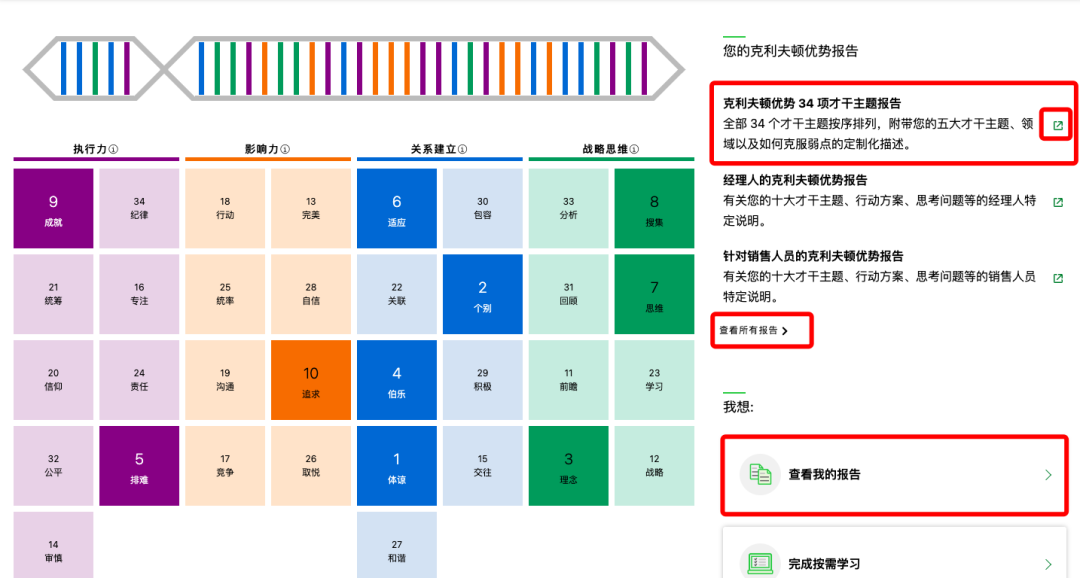 执行力
影响力
关系建立
战略思维
9
成就
34
纪律
18
行动
13
完美
6
适应
30
包容
33
分析
8
搜集
21
统筹
16
专注
25
统率
28
自信
22
关联
2
个别
31
回顾
7
思维
20
信仰
24
责任
19
沟通
10
追求
4
伯乐
29
积极
11
前瞻
23
学习
32
公平
5
排难
17
竞争
26
取悦
1
体谅
15
交往
3
理念
12
战略
14
审慎
27
和谐
您的克利夫顿优势报告
克利夫顿优势 34 项才干主题报告
全部 34 个才干主题按序排列，附带您的五大才干主题、领
域以及如何克服弱点的定制化描述。
经理人的克利夫顿优势报告
有关您的十大才干主题、行动方案、思考问题等的经理人特
定说明。
针对销售人员的克利夫顿优势报告
有关您的十大才干主题、行动方案、思考问题等的销售人员
特定说明。
查看所有报告
我想:
查看我的报告
完成按需学习